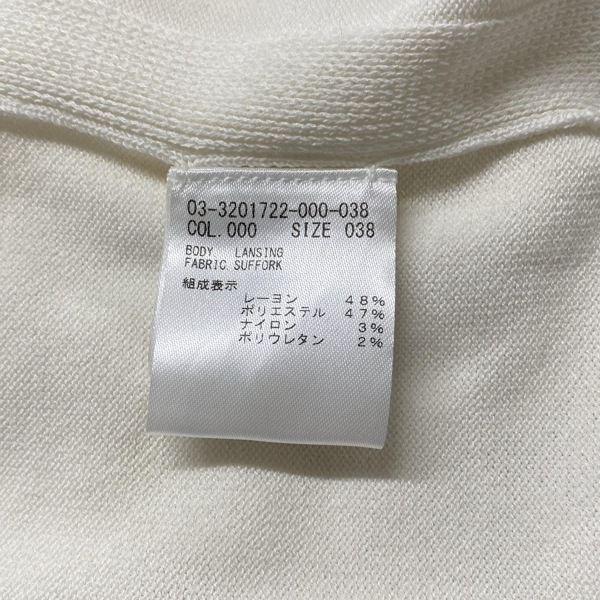 03-3201722-000-038
COL.000 SIZE 038
BODY LANSING
FABRIC SUFFORK
組成表示
レーヨン 48%
ポリエステル 47%
ナイロン 3%
ポリウレタン 2%